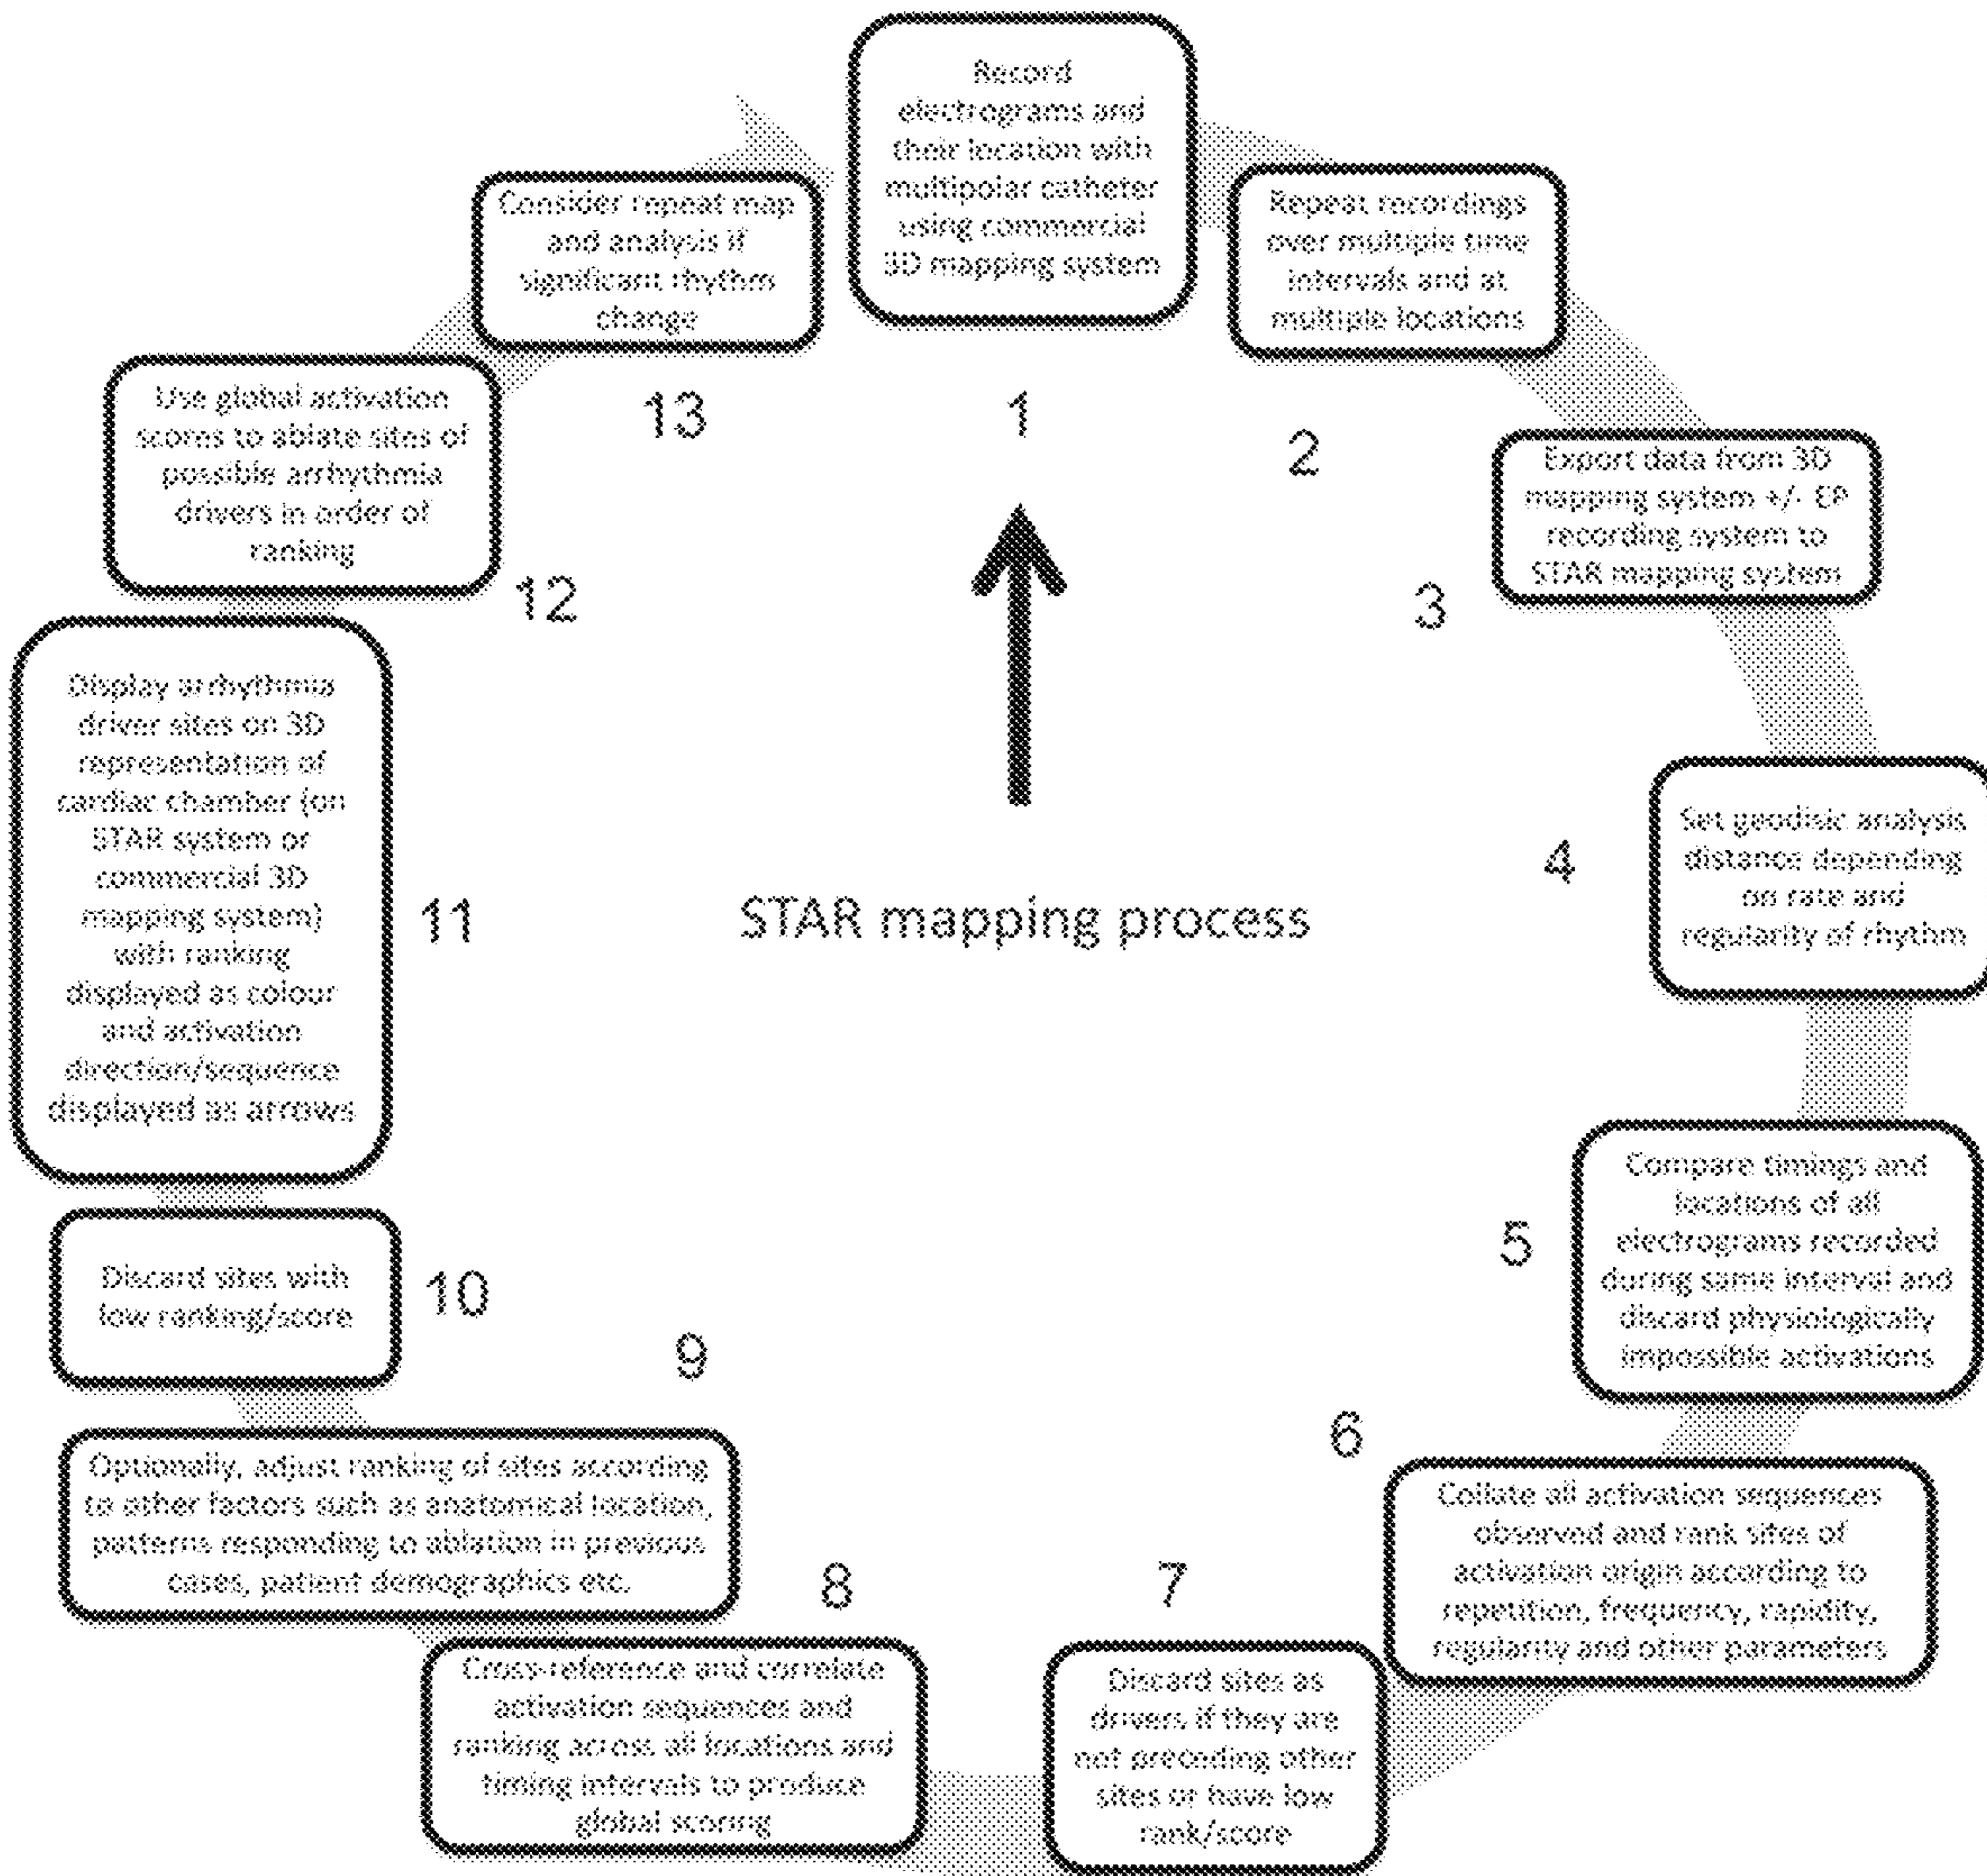 Record
electrograms and
their location with
multipolar catheter
using commercial
3D mapping system
1
Repeat recordings
over multiple time
intervals and at
multiple locations
2
Export data from 3D
mapping system +/- EP
recording system to
STAR mapping system
3
Set geodisic analysis
distance depending
on rate and
regularity of rhythm
4
Compare timings and
locations of all
electrograms recorded
during same interval and
discard physiologically
impossible activations
5
Collate all activation sequences
observed and rank sites of
activation origin according to
repetition, frequency, rapidity,
regularity and other parameters
6
Discard sites as
drivers if they are
not preceding other
sites or have low
rank/score
7
Cross-reference and correlate
activation sequences and
ranking across all locations and
timing intervals to produce
global scoring
8
Optionally, adjust ranking of sites according
to other factors such as anatomical location,
patterns responding to ablation in previous
cases, patient demographics etc.
9
Discard sites with
low ranking/score
10
Display arrhythmia
driver sites on 3D
representation of
cardiac chamber (on
STAR system or
commercial 3D
mapping system)
with ranking
displayed as colour
and activation
direction/sequence
displayed as arrows
11
Use global activation
scores to ablate sites of
possible arrhythmia
drivers in order of
ranking
12
Consider repeat map
and analysis if
significant rhythm
change
13
STAR mapping process